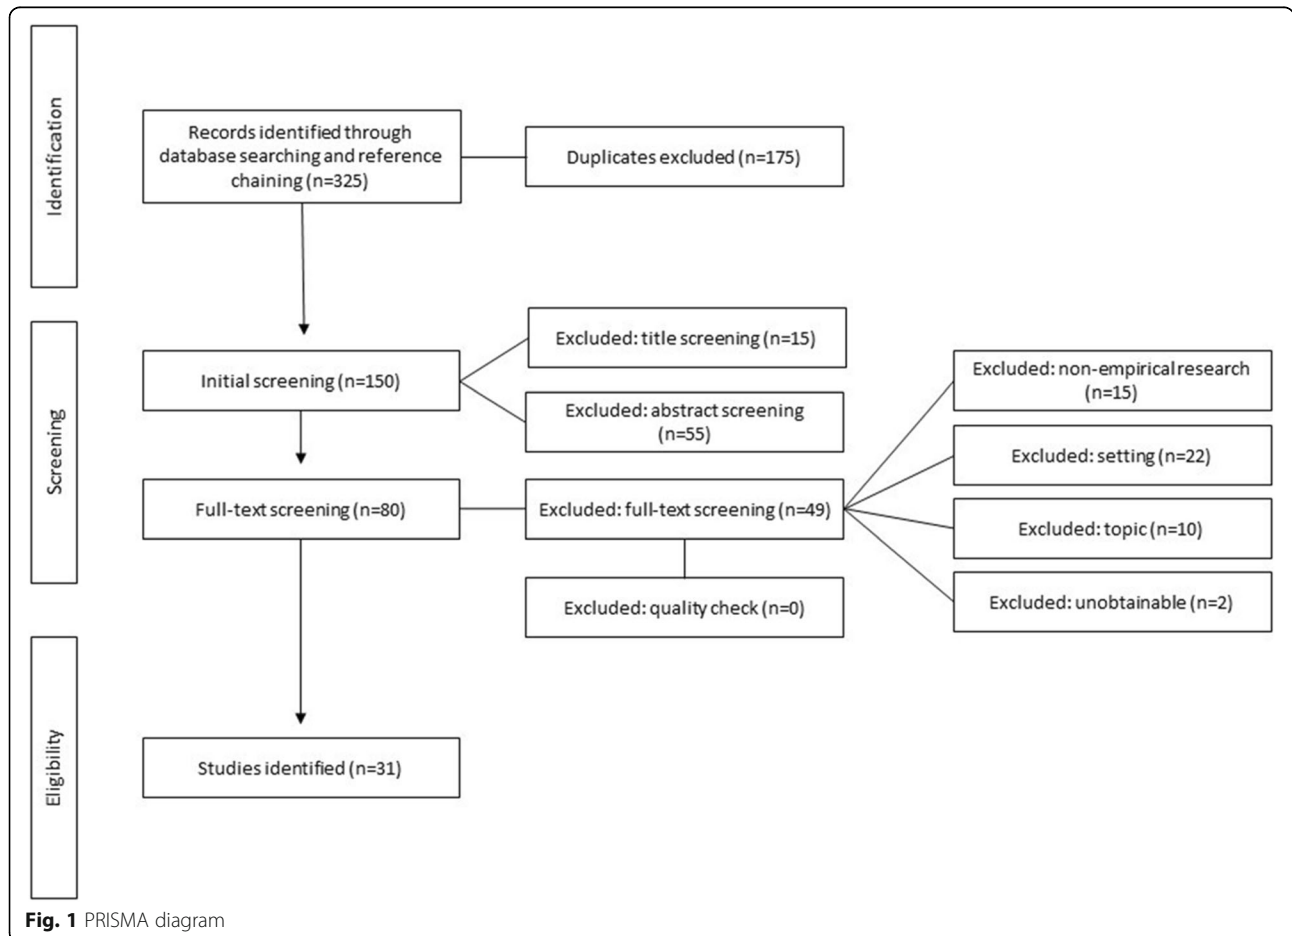 Identification
Records identified through
database searching and reference
chaining (n=325)
Duplicates excluded (n=175)
Screening
Initial screening (n=150)
Excluded: title screening (n=15)
Excluded: abstract screening
(n=55)
Full-text screening (n=80)
Excluded: full-text screening (n=49)
Excluded: quality check (n=0)
Excluded: non-empirical research
(n=15)
Excluded: setting (n=22)
Excluded: topic (n=10)
Excluded: unobtainable (n=2)
Eligibility
Studies identified (n=31)
Fig. 1 PRISMA diagram